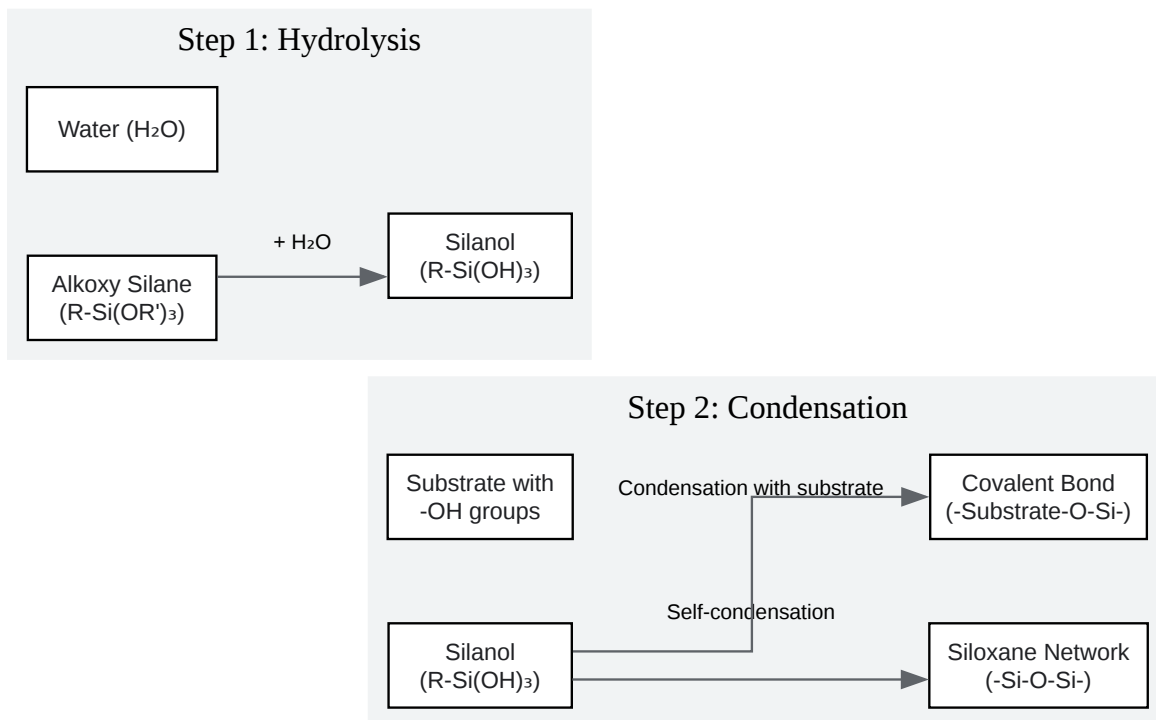 Step 1: Hydrolysis
Water (H₂O)
+ H₂O
Silanol
(R-Si(OH)₃)
Alkoxy Silane
(R-Si(OR')₃)
Step 2: Condensation
Substrate with
-OH groups
Condensation with substrate
Covalent Bond
(-Substrate-O-Si-)
Self-condensation
Silanol
(R-Si(OH)₃)
Siloxane Network
(-Si-O-Si-)